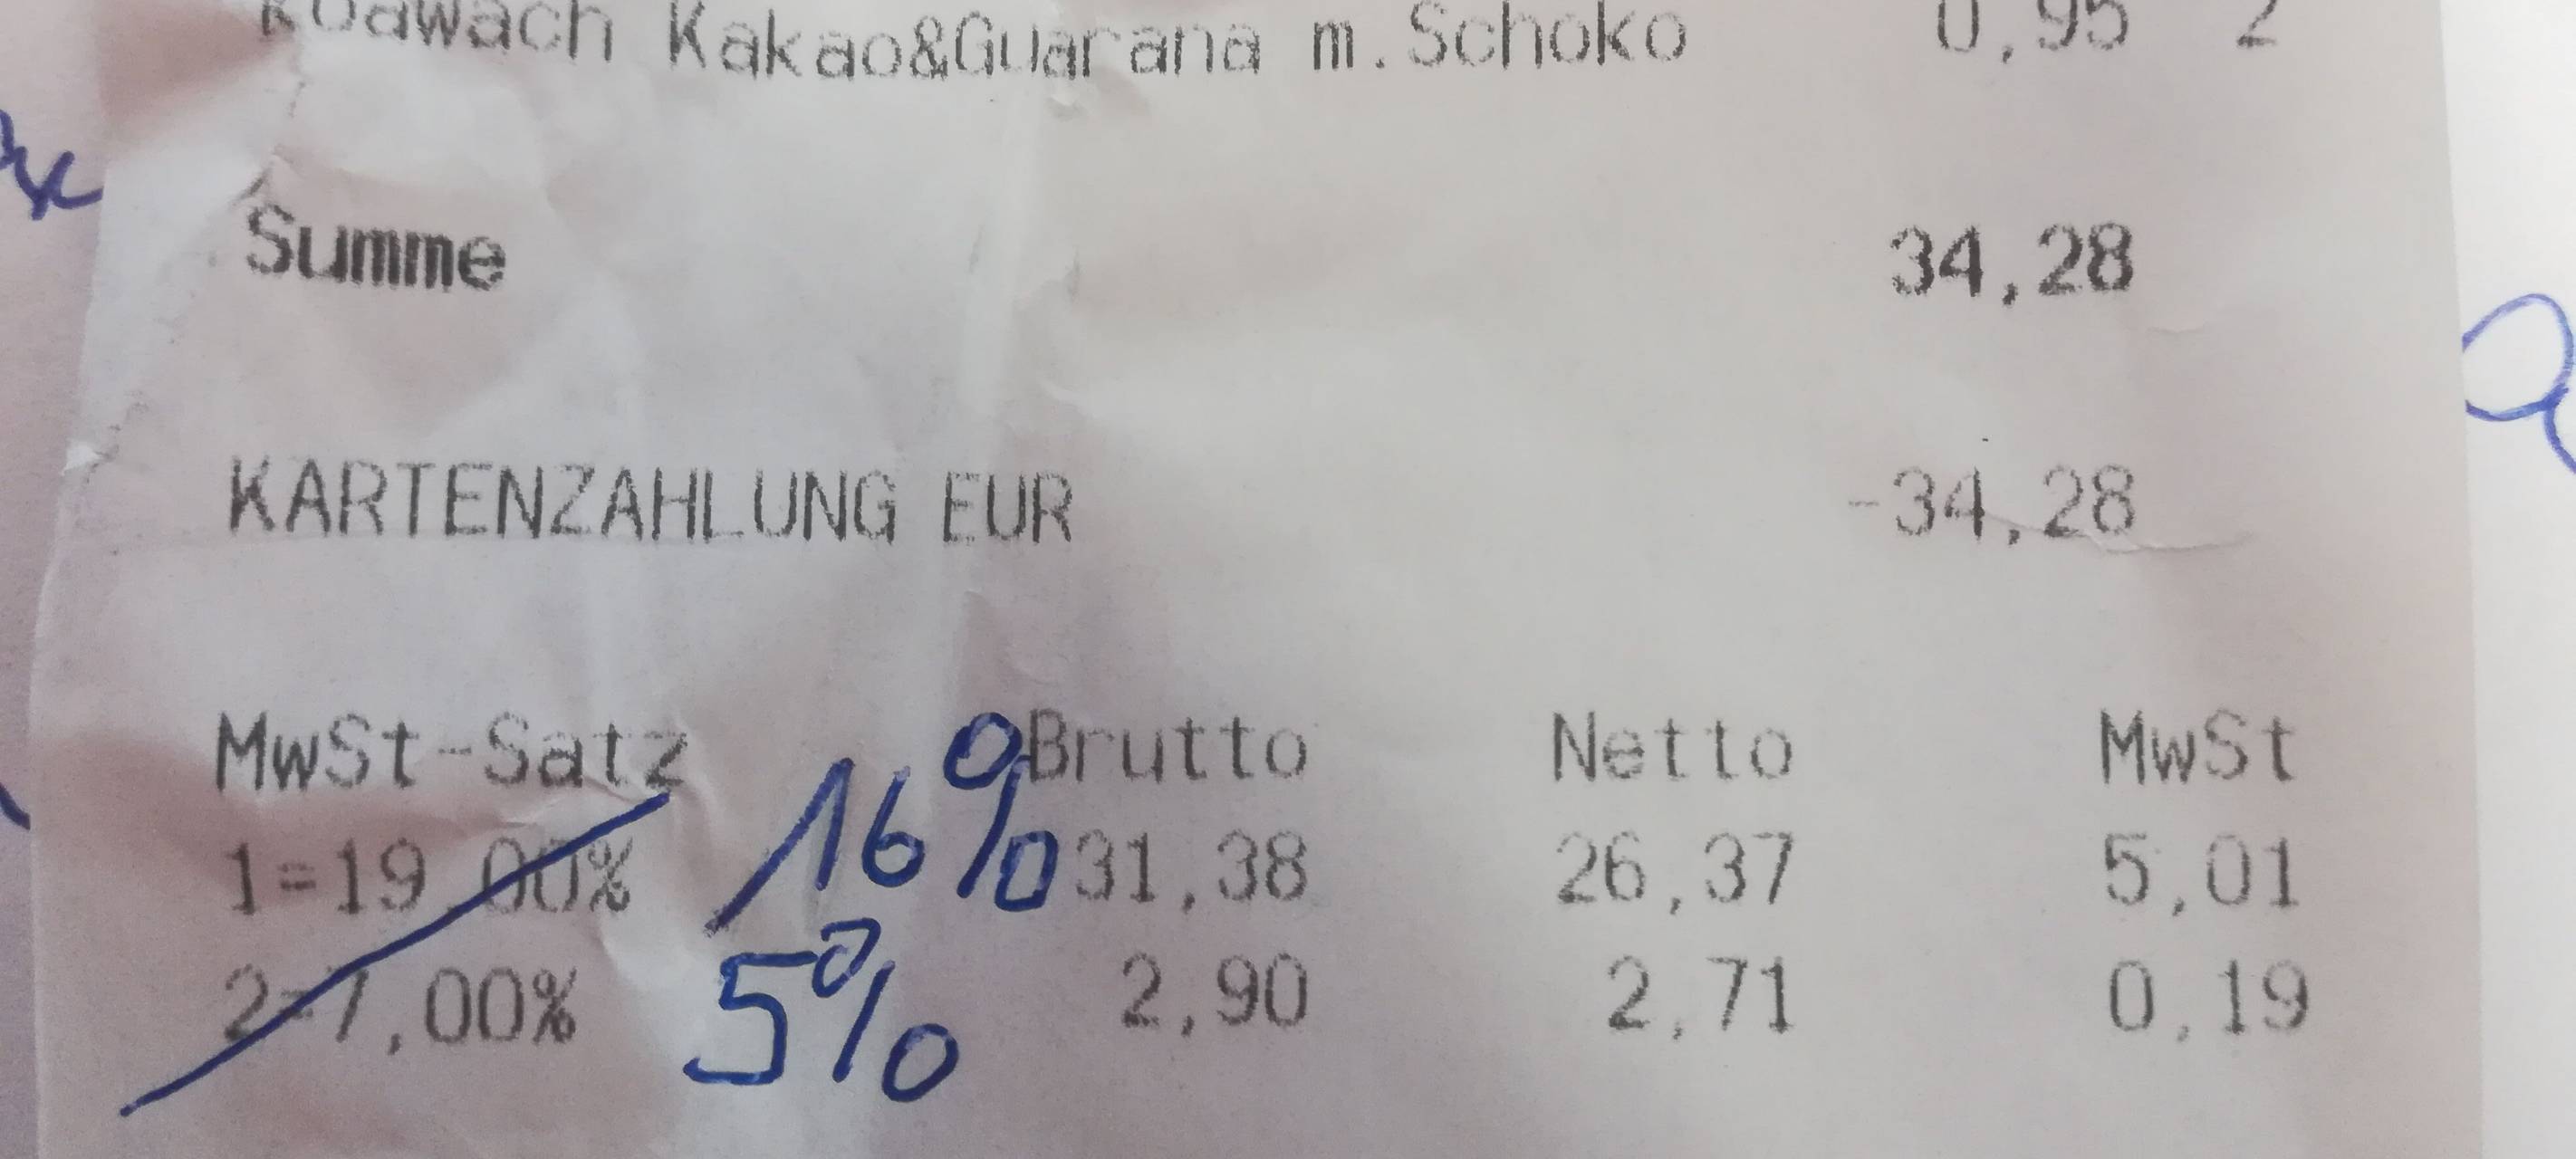 Koawach Kakao&Guarana m.Schoko 0,95 2
Summe 34,28
KARTENZAHLUNG EUR -34,28
MwSt-Satz Brutto Netto MwSt
1=19,00% 16% 31,38 26,37 5,01
2=7,00% 5% 2,90 2,71 0,19